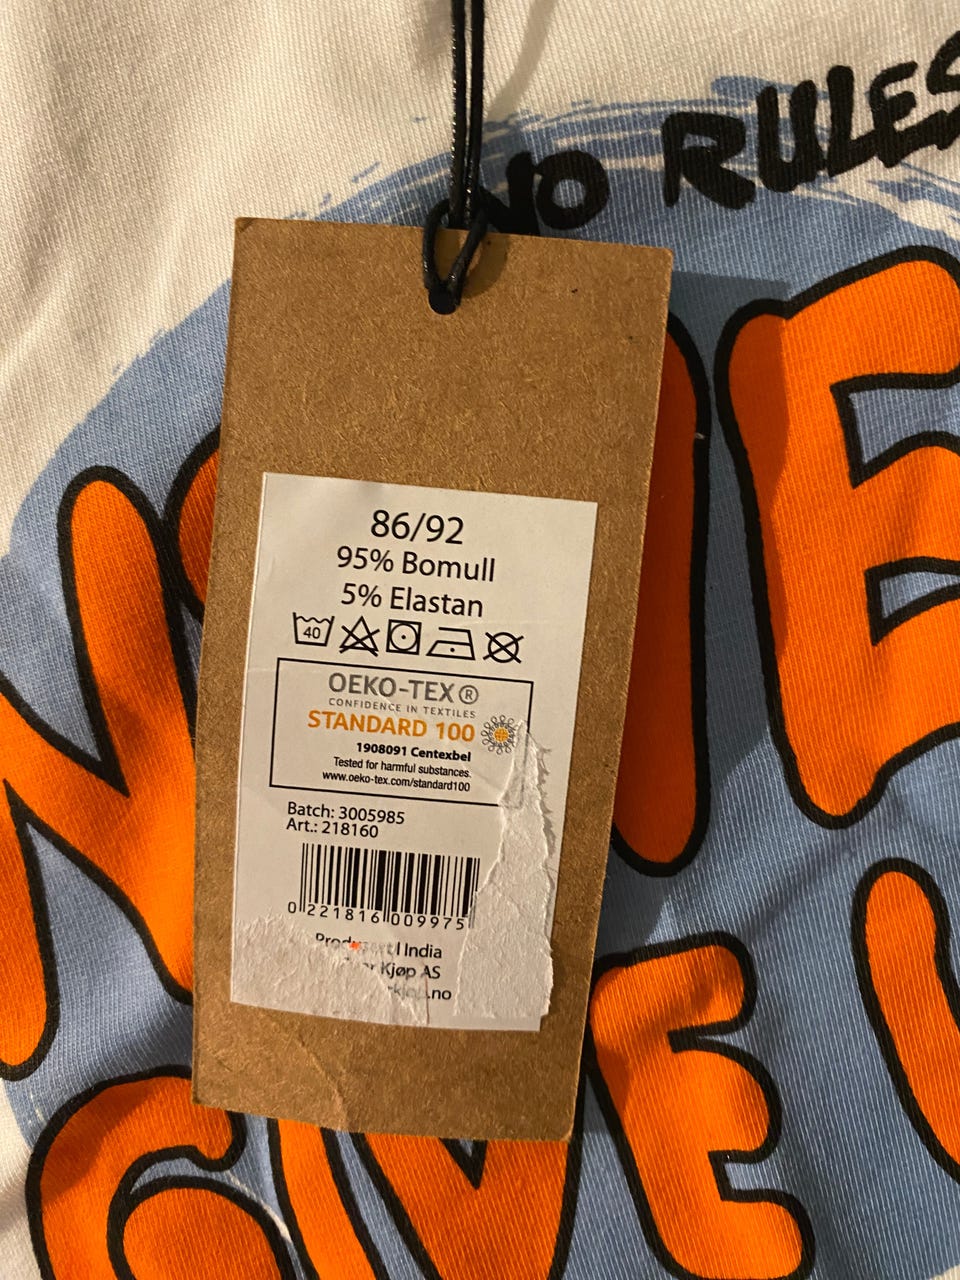 NO RULES
86/92
95% Bomull
5% Elastan
40
OEKO-TEX®
CONFIDENCE IN TEXTILES
STANDARD 100
1908091 Centexbel
Tested for harmful substances.
www.oeko-tex.com/standard100
Batch: 3005985
Art.: 218160
0 221816 009975
India
Kjøp AS
.no
GIVE